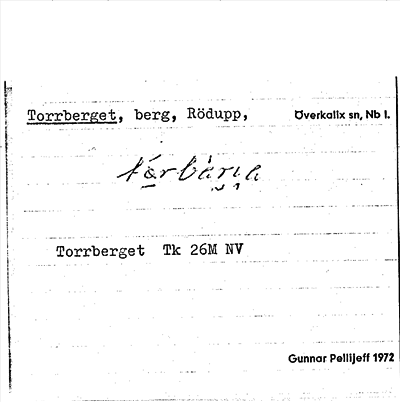 Torrberget, berg, Rödupp, Överkalix sn, Nb l.
Torrberget Tk 26M NV
Gunnar Pellijeff 1972